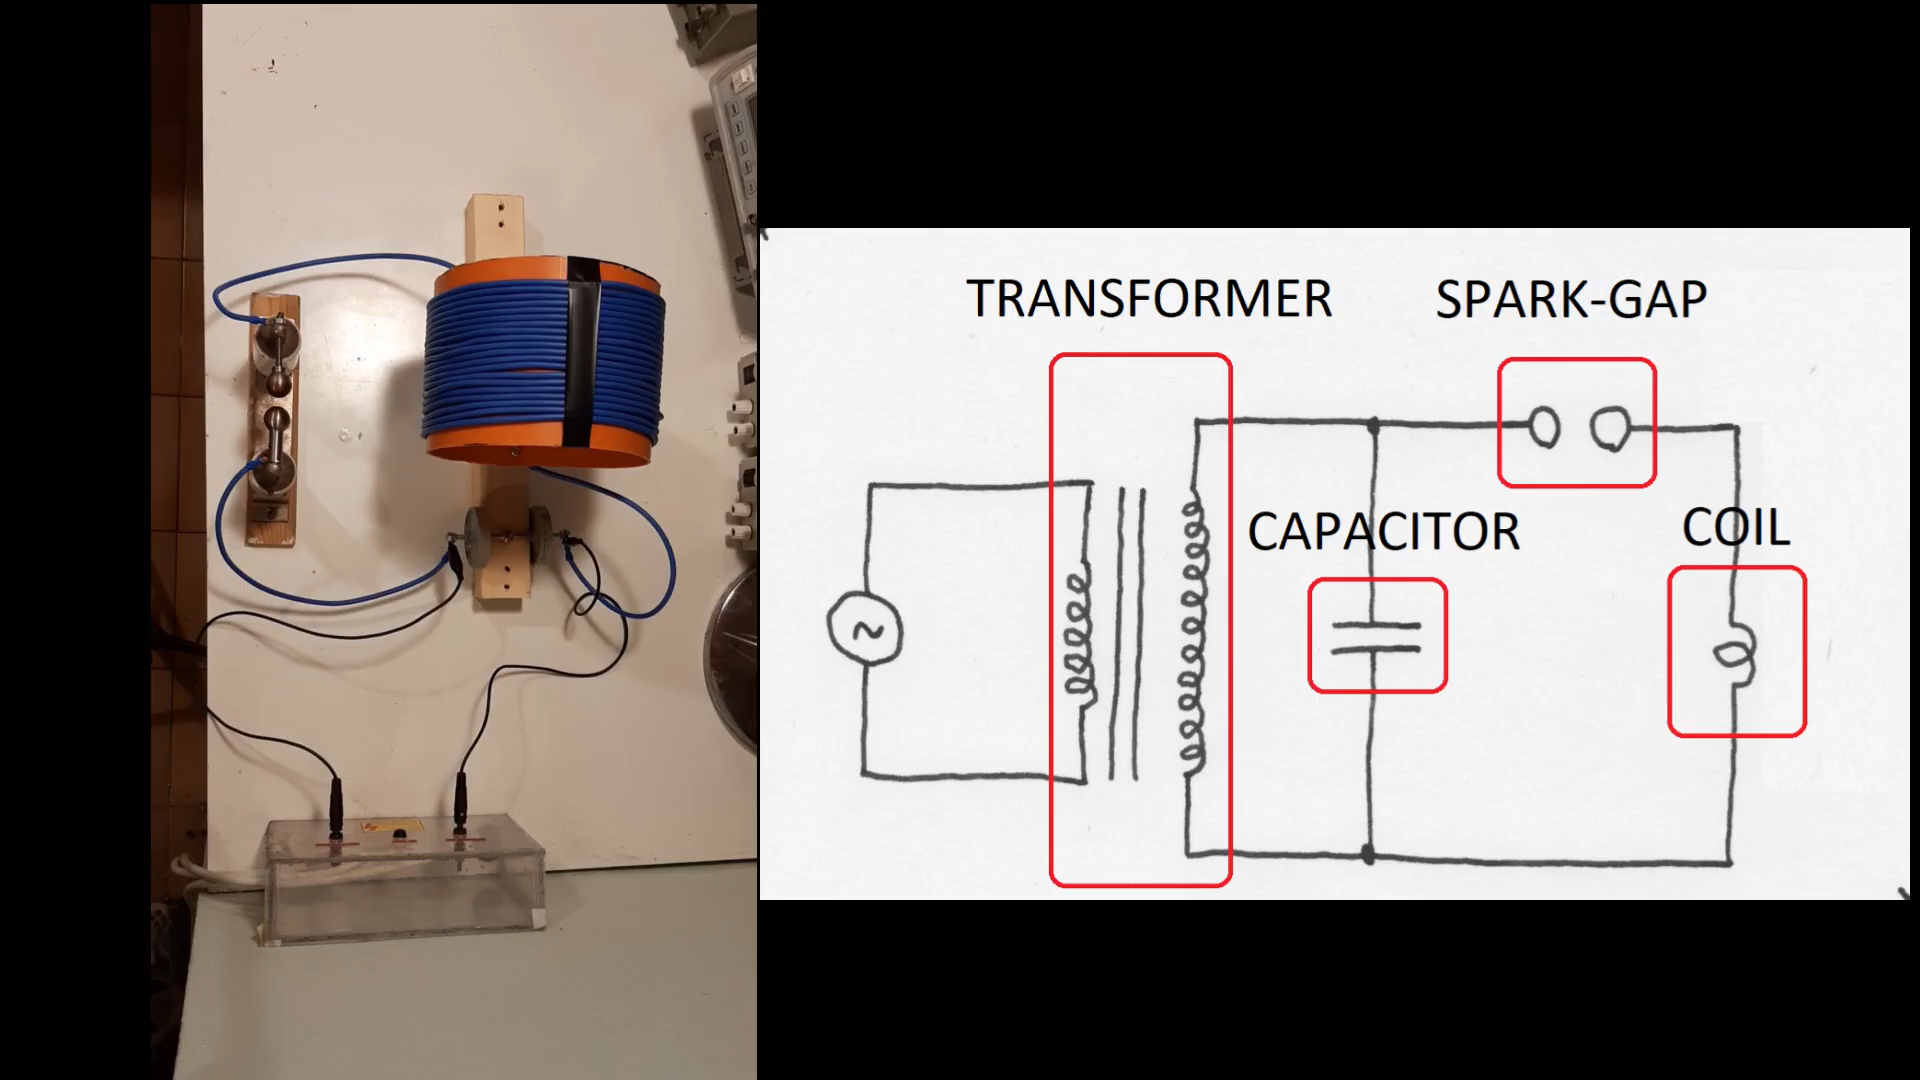 TRANSFORMER
SPARK-GAP
CAPACITOR
COIL
~